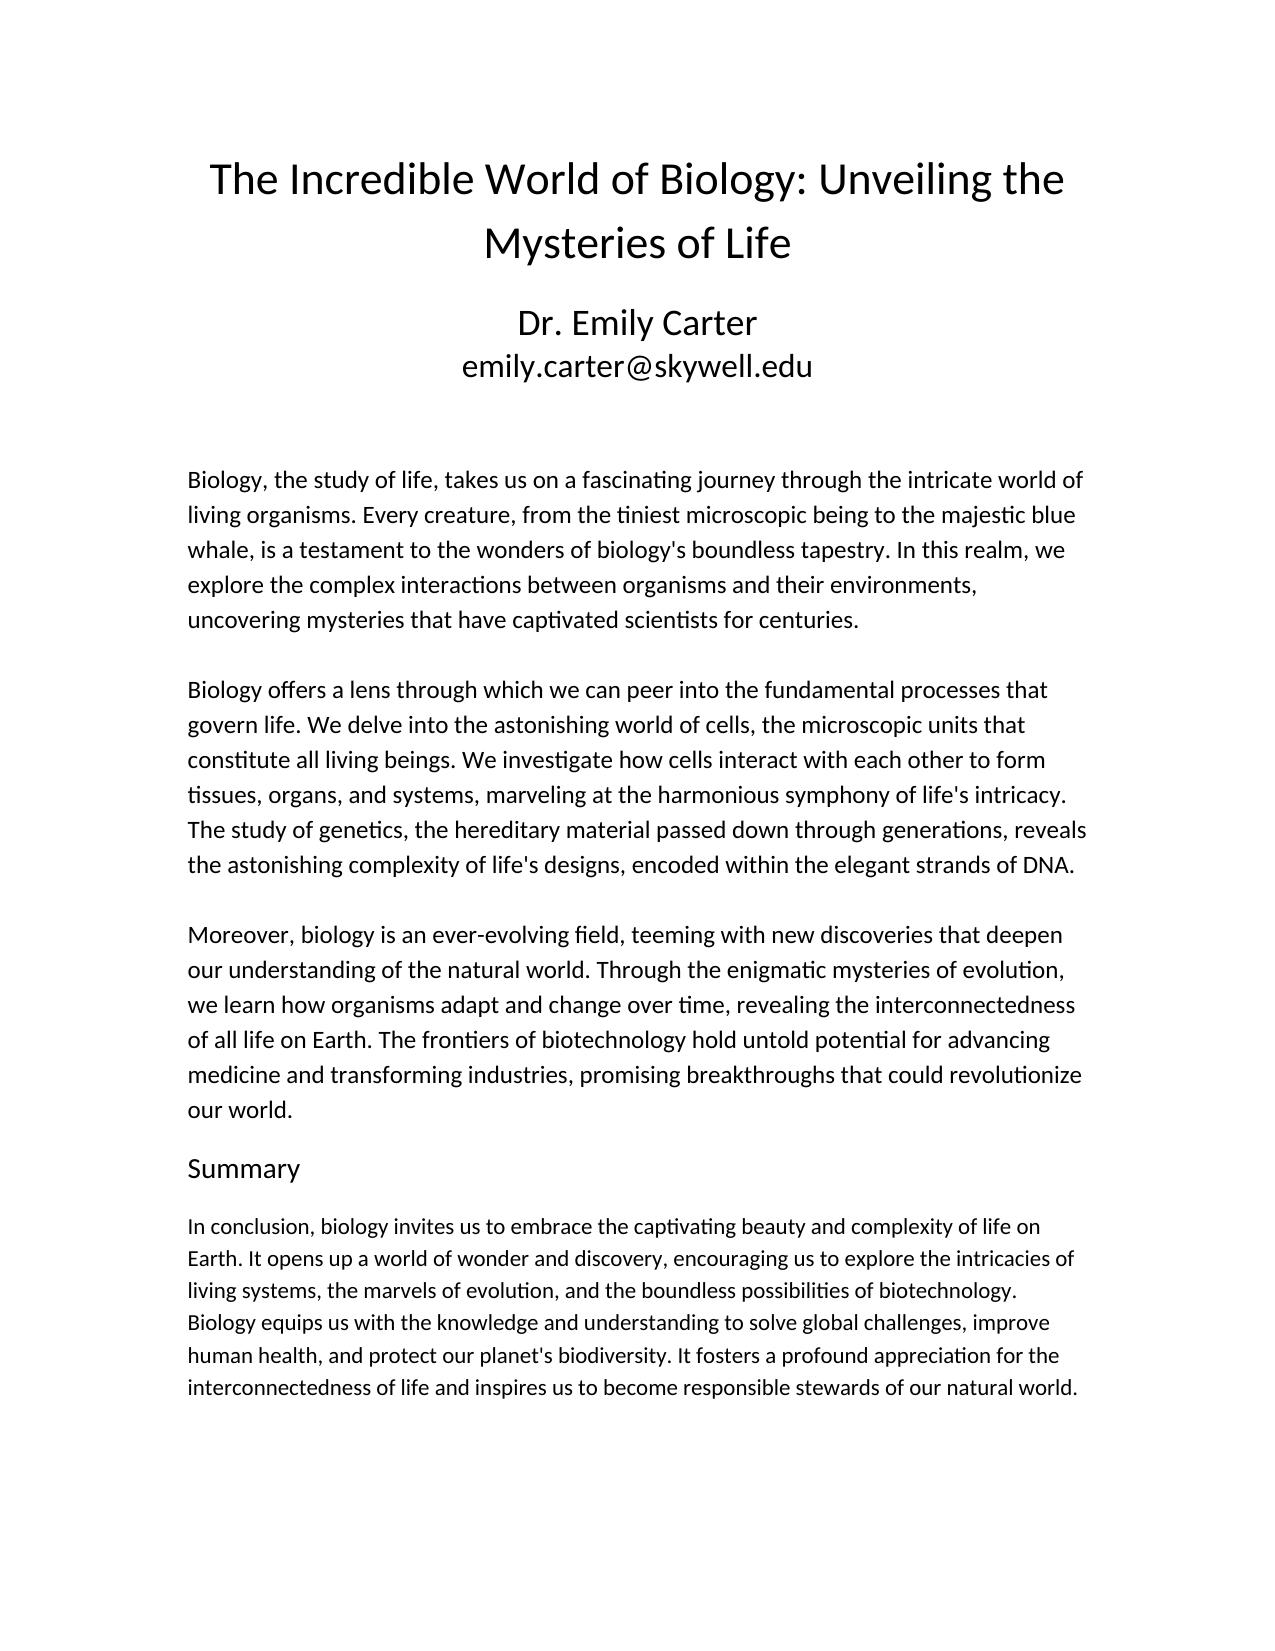 The Incredible World of Biology: Unveiling the
Mysteries of Life
Dr. Emily Carter
emily.carter@skywell.edu
Biology, the study of life, takes us on a fascinating journey through the intricate world of
living organisms. Every creature, from the tiniest microscopic being to the majestic blue
whale, is a testament to the wonders of biology's boundless tapestry. In this realm, we
explore the complex interactions between organisms and their environments,
uncovering mysteries that have captivated scientists for centuries.
Biology offers a lens through which we can peer into the fundamental processes that
govern life. We delve into the astonishing world of cells, the microscopic units that
constitute all living beings. We investigate how cells interact with each other to form
tissues, organs, and systems, marveling at the harmonious symphony of life's intricacy.
The study of genetics, the hereditary material passed down through generations, reveals
the astonishing complexity of life's designs, encoded within the elegant strands of DNA.
Moreover, biology is an ever-evolving field, teeming with new discoveries that deepen
our understanding of the natural world. Through the enigmatic mysteries of evolution,
we learn how organisms adapt and change over time, revealing the interconnectedness
of all life on Earth. The frontiers of biotechnology hold untold potential for advancing
medicine and transforming industries, promising breakthroughs that could revolutionize
our world.
Summary
In conclusion, biology invites us to embrace the captivating beauty and complexity of life on
Earth. It opens up a world of wonder and discovery, encouraging us to explore the intricacies of
living systems, the marvels of evolution, and the boundless possibilities of biotechnology.
Biology equips us with the knowledge and understanding to solve global challenges, improve
human health, and protect our planet's biodiversity. It fosters a profound appreciation for the
interconnectedness of life and inspires us to become responsible stewards of our natural world.